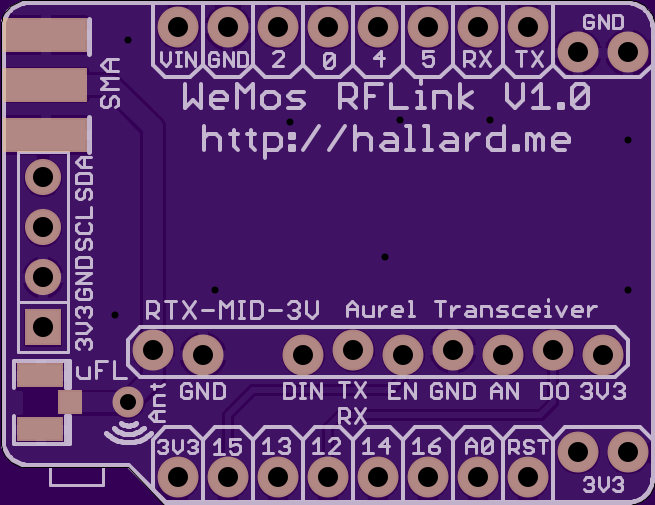 GND
VIN GND 2 0 4 5 RX TX
SMA
WeMos RFLink V1.0
http://hallard.me
SDA
SCL
GND
3V3
RTX-MID-3V Aurel Transceiver
uFL
Ant
GND DIN TX EN GND AN DO 3V3
RX
3V3 15 13 12 14 16 A0 RST
3V3